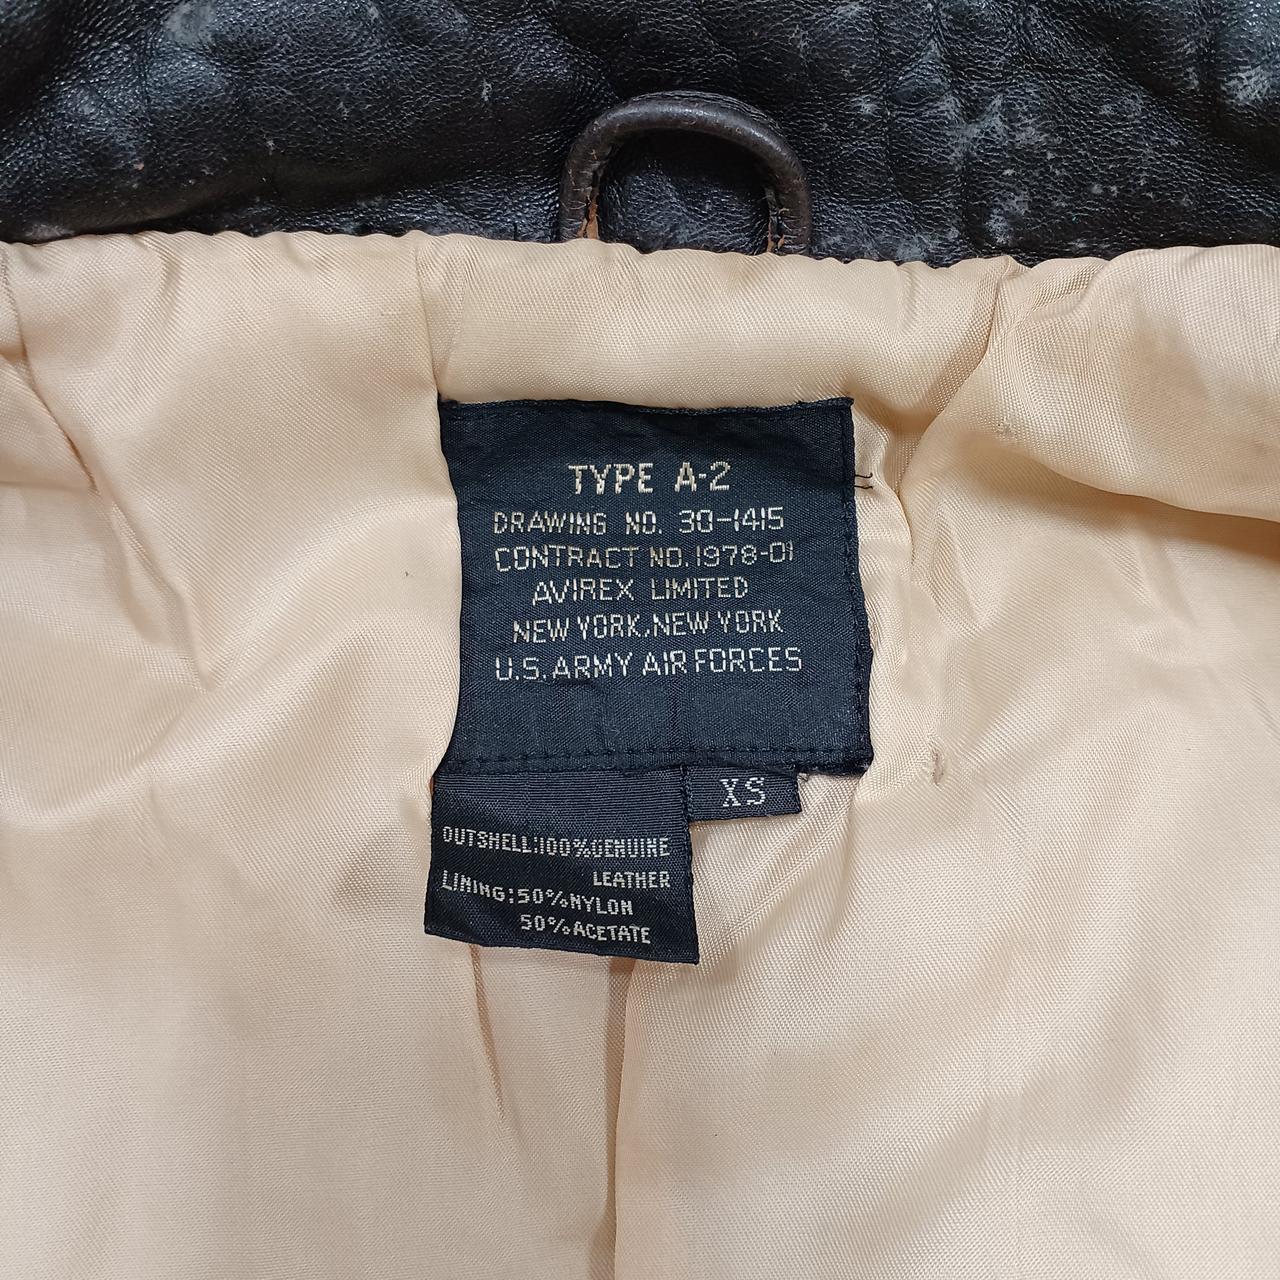 TYPE A-2
DRAWING NO. 30-1415
CONTRACT NO.1978-01
AVIREX LIMITED
NEW YORK,NEW YORK
U.S. ARMY AIR FORCES
XS
OUTSHELL:100%GENUINE
LEATHER
LINING:50%NYLON
50%ACETATE